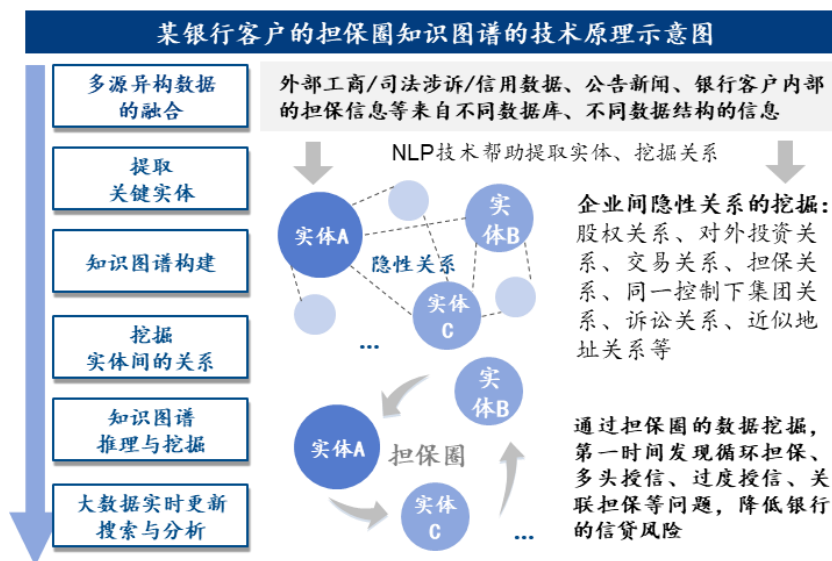 某银行客户的担保圈知识图谱的技术原理示意图
多源异构数据
的融合
外部工商/司法涉诉/信用数据、公告新闻、银行客户内部
的担保信息等来自不同数据库、不同数据结构的信息
提取
关键实体
NLP技术帮助提取实体、挖掘关系
知识图谱构建
实体A
实
体B
隐性关系
实体
C
...
企业间隐性关系的挖掘：
股权关系、对外投资关
系、交易关系、担保关
系、同一控制下集团关
系、诉讼关系、近似地
址关系等
挖掘
实体间的关系
知识图谱
推理与挖掘
大数据实时更新
搜索与分析
实
体B
实体A
担保圈
实体
C
...
通过担保圈的数据挖掘，
第一时间发现循环担保、
多头授信、过度授信、关
联担保等问题，降低银行
的信贷风险